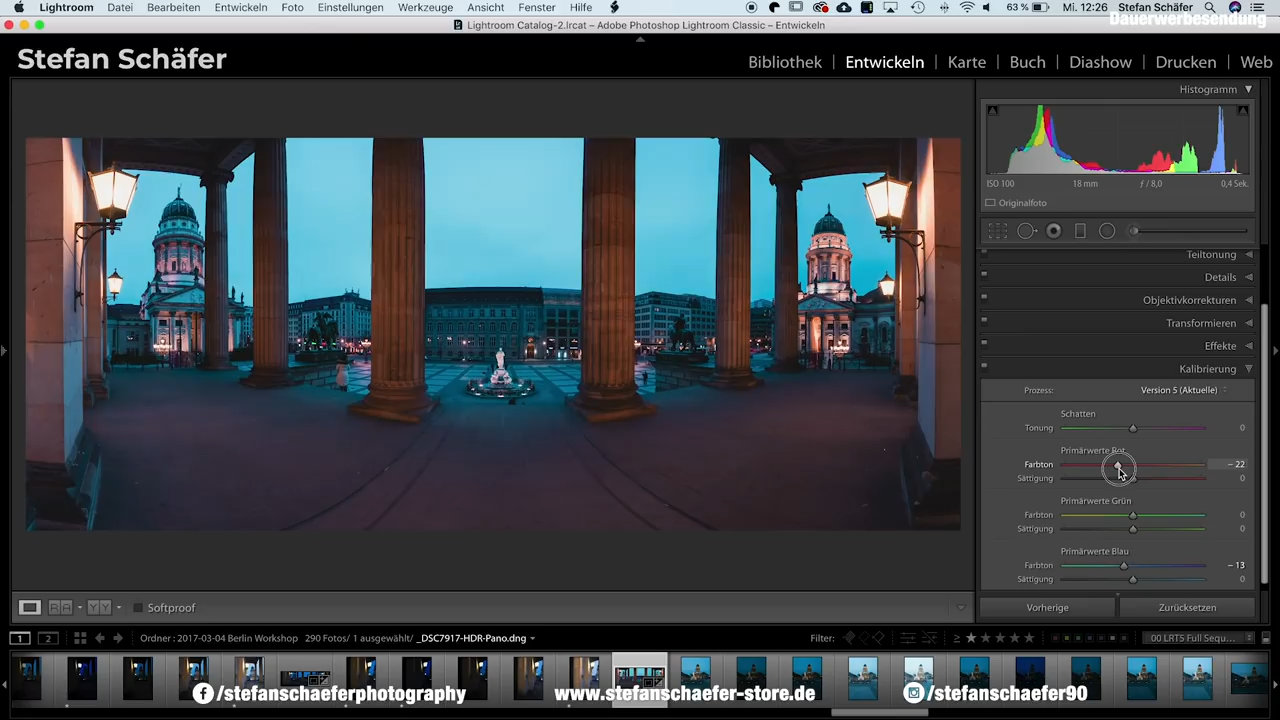 Lightroom Datei Bearbeiten Entwickeln Foto Einstellungen Werkzeuge Ansicht Fenster Hilfe 63 % Mi. 12:26 Stefan Schäfer
Dauerwerbesendung
Lightroom Catalog-2.lrcat – Adobe Photoshop Lightroom Classic – Entwickeln
Stefan Schäfer
Bibliothek | Entwickeln | Karte | Buch | Diashow | Drucken | Web
Histogramm
ISO 100 18 mm ƒ / 8,0 0,4 Sek.
Originalfoto
Teiltonung
Details
Objektivkorrekturen
Transformieren
Effekte
Kalibrierung
Prozess: Version 5 (Aktuelle)
Schatten
Tonung 0
Primärwerte Rot
Farbton – 22
Sättigung 0
Primärwerte Grün
Farbton 0
Sättigung 0
Primärwerte Blau
Farbton – 13
Sättigung 0
Vorherige Zurücksetzen
RA YY Softproof
1 2 Ordner : 2017-03-04 Berlin Workshop 290 Fotos/ 1 ausgewählt/ _DSC7917-HDR-Pano.dng Filter: ≥ 00 LRT5 Full Sequ...
/stefanschaeferphotography www.stefanschaefer-store.de /stefanschaefer90